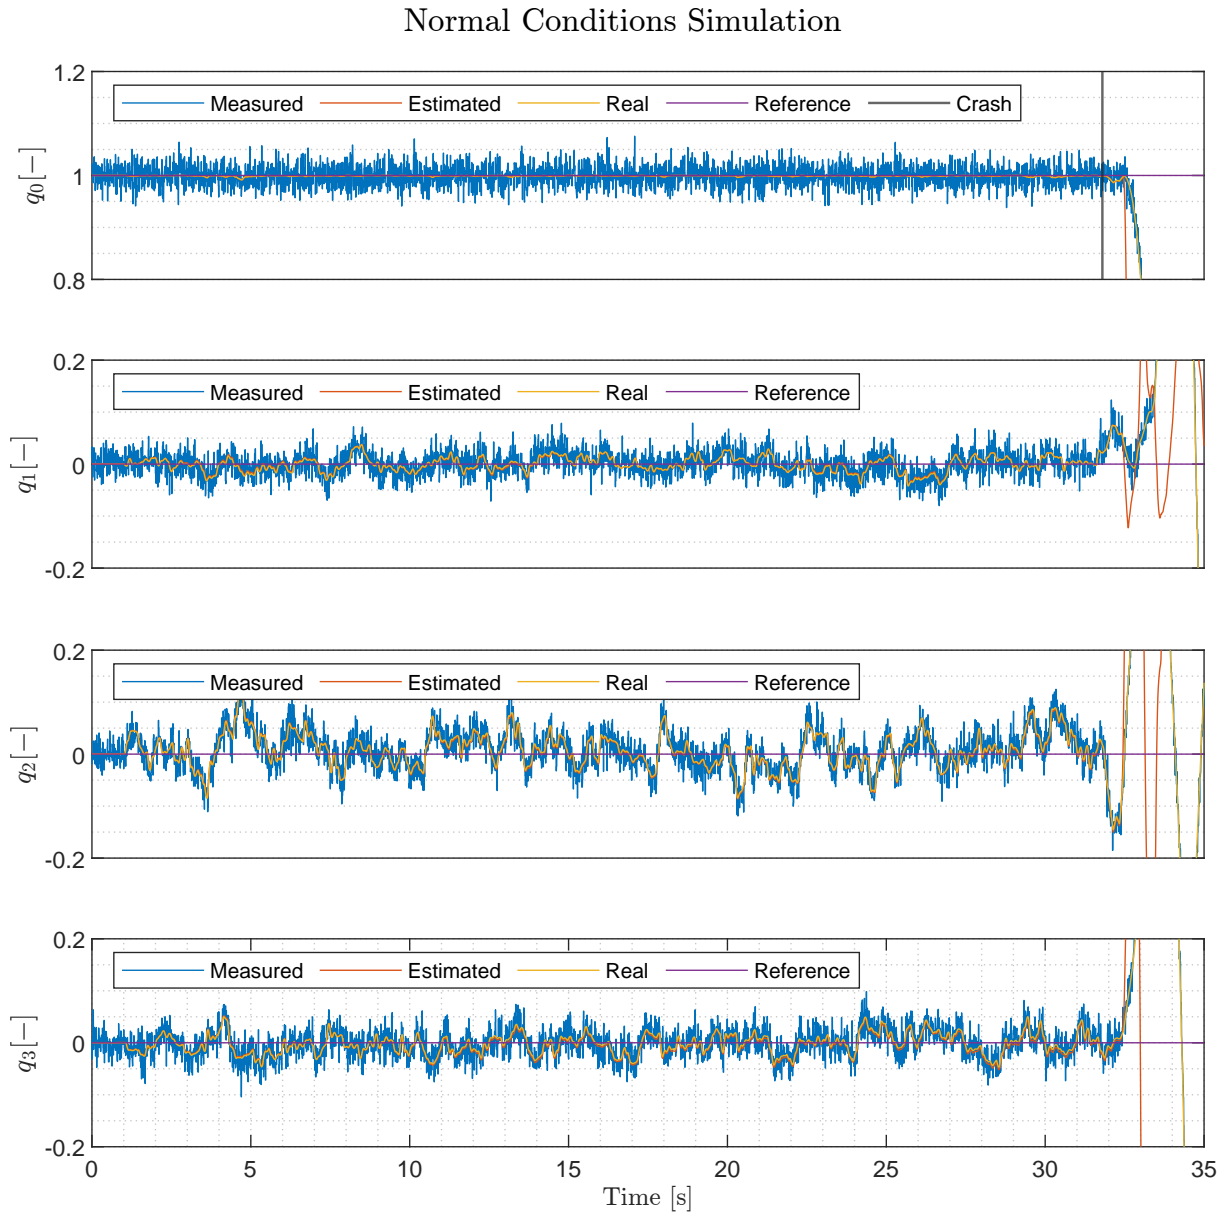 Normal Conditions Simulation
1.2
Measured Estimated Real Reference Crash
q0[−]
1
0.8
0.2
Measured Estimated Real Reference
q1[−]
0
-0.2
0.2
Measured Estimated Real Reference
q2[−]
0
-0.2
0.2
Measured Estimated Real Reference
q3[−]
0
-0.2
0 5 10 15 20 25 30 35
Time [s]